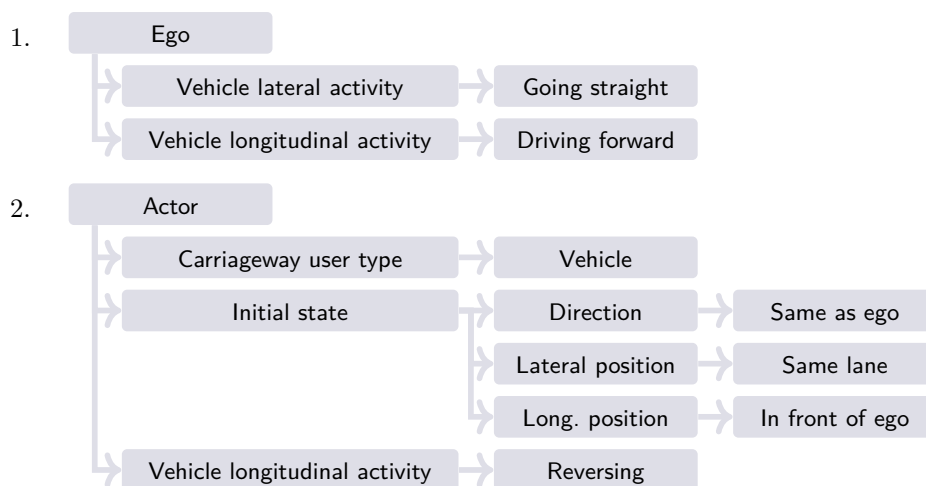 1. Ego
Vehicle lateral activity Going straight
Vehicle longitudinal activity Driving forward
2. Actor
Carriageway user type Vehicle
Initial state Direction Same as ego
Lateral position Same lane
Long. position In front of ego
Vehicle longitudinal activity Reversing